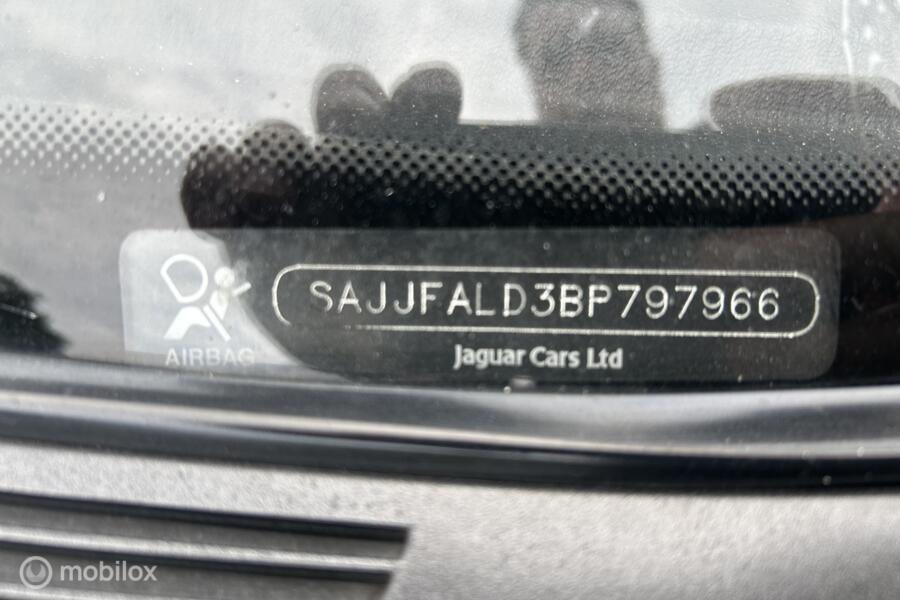 SAJJFALD3BP797966
AIRBAG
Jaguar Cars Ltd
mobilox